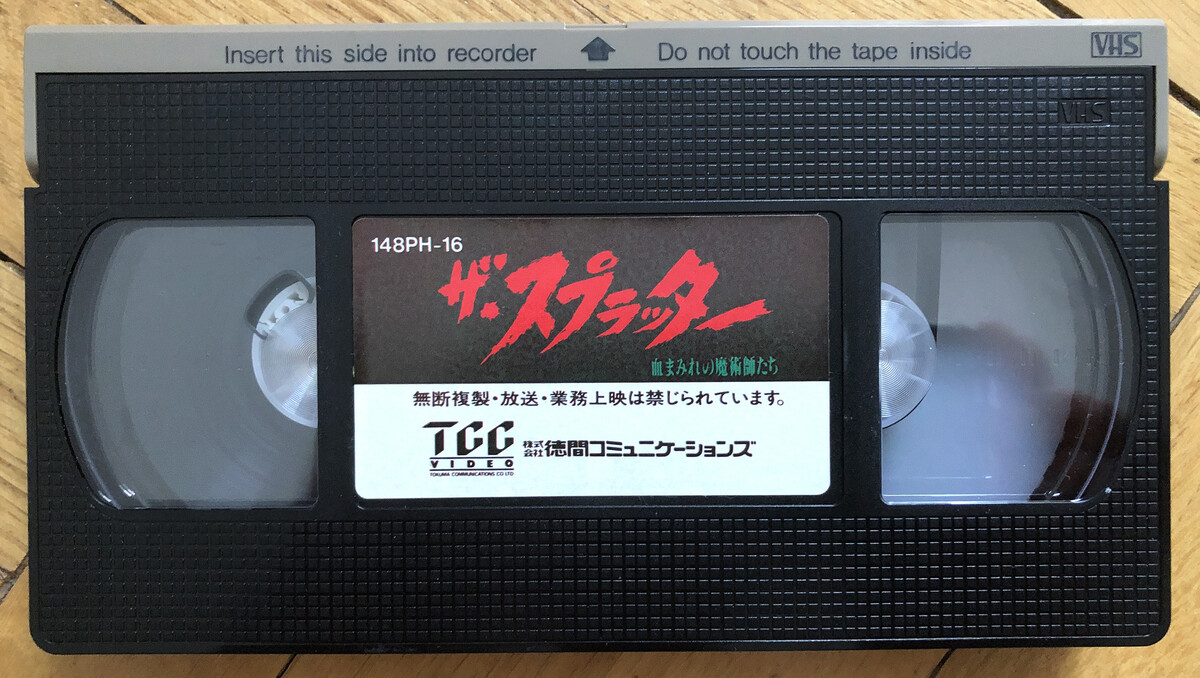 Insert this side into recorder
Do not touch the tape inside
VHS
VHS
148PH-16
ザ・スプラッター
血まみれの魔術師たち
無断複製・放送・業務上映は禁じられています。
TCC
VIDEO
TOKUMA COMMUNICATIONS CO LTD
株式会社 徳間コミュニケーションズ